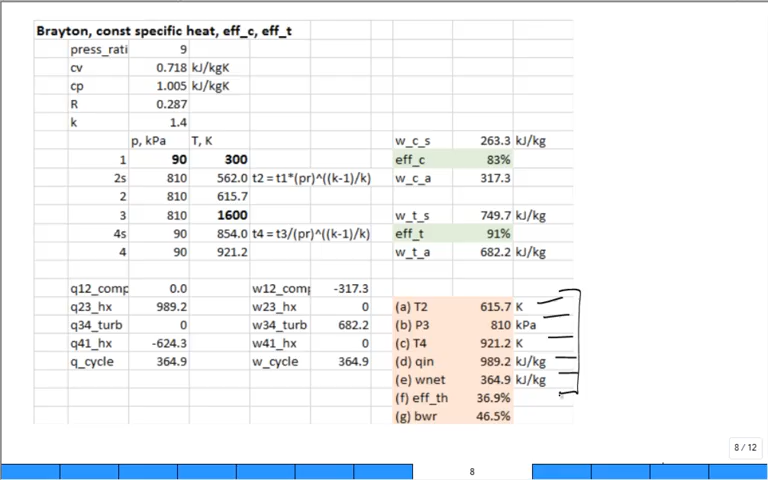 Brayton, const specific heat, eff_c, eff_t
press_rati 9
cv 0.718 kJ/kgK
cp 1.005 kJ/kgK
R 0.287
k 1.4
p, kPa T, K w_c_s 263.3 kJ/kg
1 90 300 eff_c 83%
2s 810 562.0 t2 = t1*(pr)^((k-1)/k) w_c_a 317.3
2 810 615.7
3 810 1600 w_t_s 749.7 kJ/kg
4s 90 854.0 t4 = t3/(pr)^((k-1)/k) eff_t 91%
4 90 921.2 w_t_a 682.2 kJ/kg
q12_comp 0.0 w12_comp -317.3
q23_hx 989.2 w23_hx 0 (a) T2 615.7 K
q34_turb 0 w34_turb 682.2 (b) P3 810 kPa
q41_hx -624.3 w41_hx 0 (c) T4 921.2 K
q_cycle 364.9 w_cycle 364.9 (d) qin 989.2 kJ/kg
(e) wnet 364.9 kJ/kg
(f) eff_th 36.9%
(g) bwr 46.5%
8 / 12
8